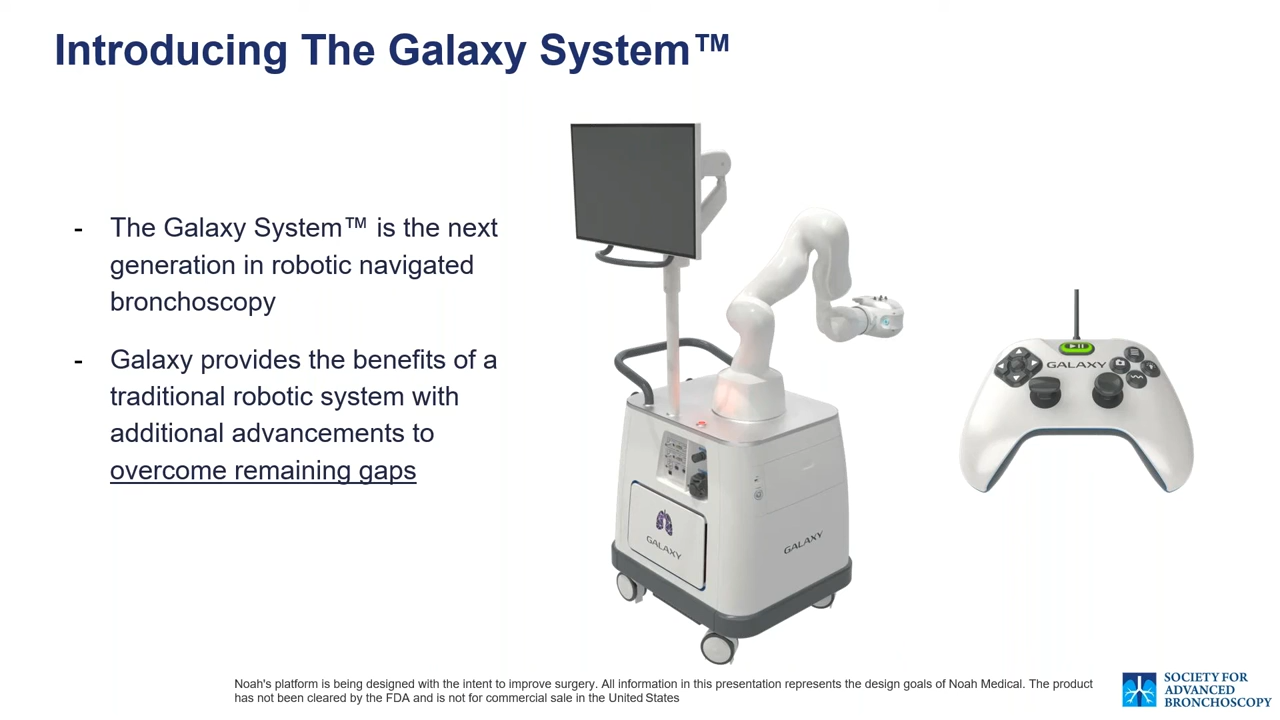 Introducing The Galaxy System™
- The Galaxy System™ is the next
generation in robotic navigated
bronchoscopy
- Galaxy provides the benefits of a
traditional robotic system with
additional advancements to
overcome remaining gaps
GALAXY
GALAXY
GALAXY
Noah's platform is being designed with the intent to improve surgery. All information in this presentation represents the design goals of Noah Medical. The product
has not been cleared by the FDA and is not for commercial sale in the United States
SOCIETY FOR
ADVANCED
BRONCHOSCOPY